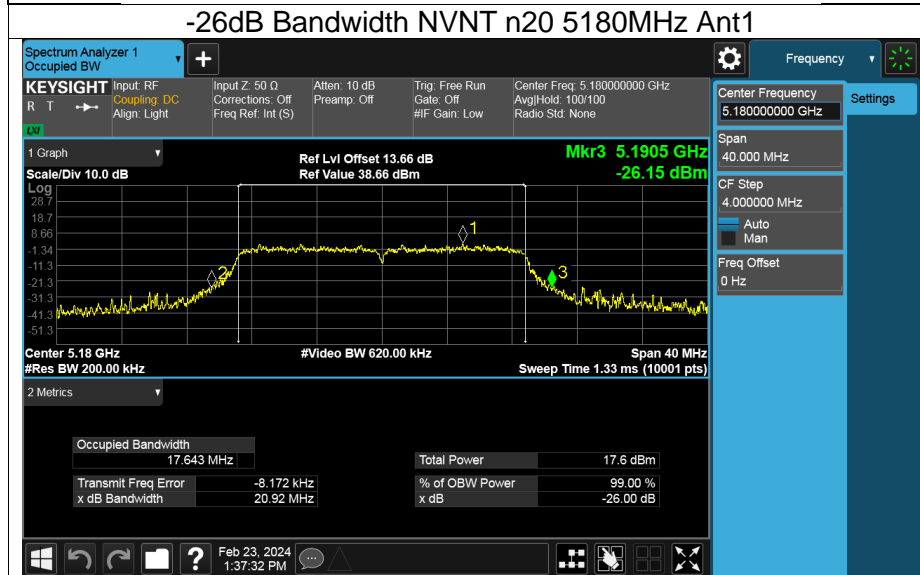 -26dB Bandwidth NVNT n20 5180MHz Ant1
Spectrum Analyzer 1
Occupied BW
+
Frequency
KEYSIGHT
R T
LXI
Input: RF
Coupling: DC
Align: Light
Input Z: 50 Ω
Corrections: Off
Freq Ref: Int (S)
Atten: 10 dB
Preamp: Off
Trig: Free Run
Gate: Off
#IF Gain: Low
Center Freq: 5.180000000 GHz
Avg|Hold: 100/100
Radio Std: None
Center Frequency
5.180000000 GHz
Settings
Span
40.000 MHz
CF Step
4.000000 MHz
Auto
Man
Freq Offset
0 Hz
1 Graph
Scale/Div 10.0 dB
Ref Lvl Offset 13.66 dB
Ref Value 38.66 dBm
Mkr3 5.1905 GHz
-26.15 dBm
Log
28.7
18.7
8.66
-1.34
-11.3
-21.3
-31.3
-41.3
-51.3
1
2
3
Center 5.18 GHz
#Res BW 200.00 kHz
#Video BW 620.00 kHz
Span 40 MHz
Sweep Time 1.33 ms (10001 pts)
2 Metrics
Occupied Bandwidth
17.643 MHz
Transmit Freq Error -8.172 kHz
x dB Bandwidth 20.92 MHz
Total Power 17.6 dBm
% of OBW Power 99.00 %
x dB -26.00 dB
?
Feb 23, 2024
1:37:32 PM